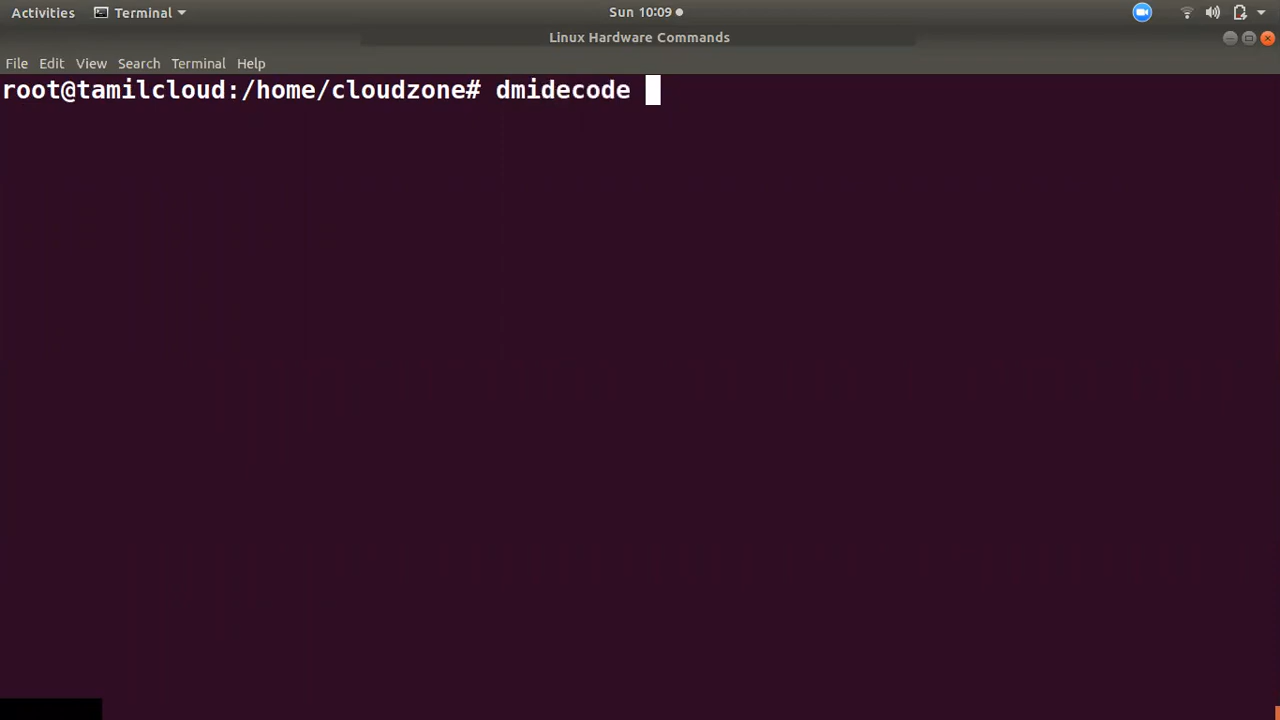 Activities Terminal Sun 10:09
Linux Hardware Commands
File Edit View Search Terminal Help
root@tamilcloud:/home/cloudzone# dmidecode